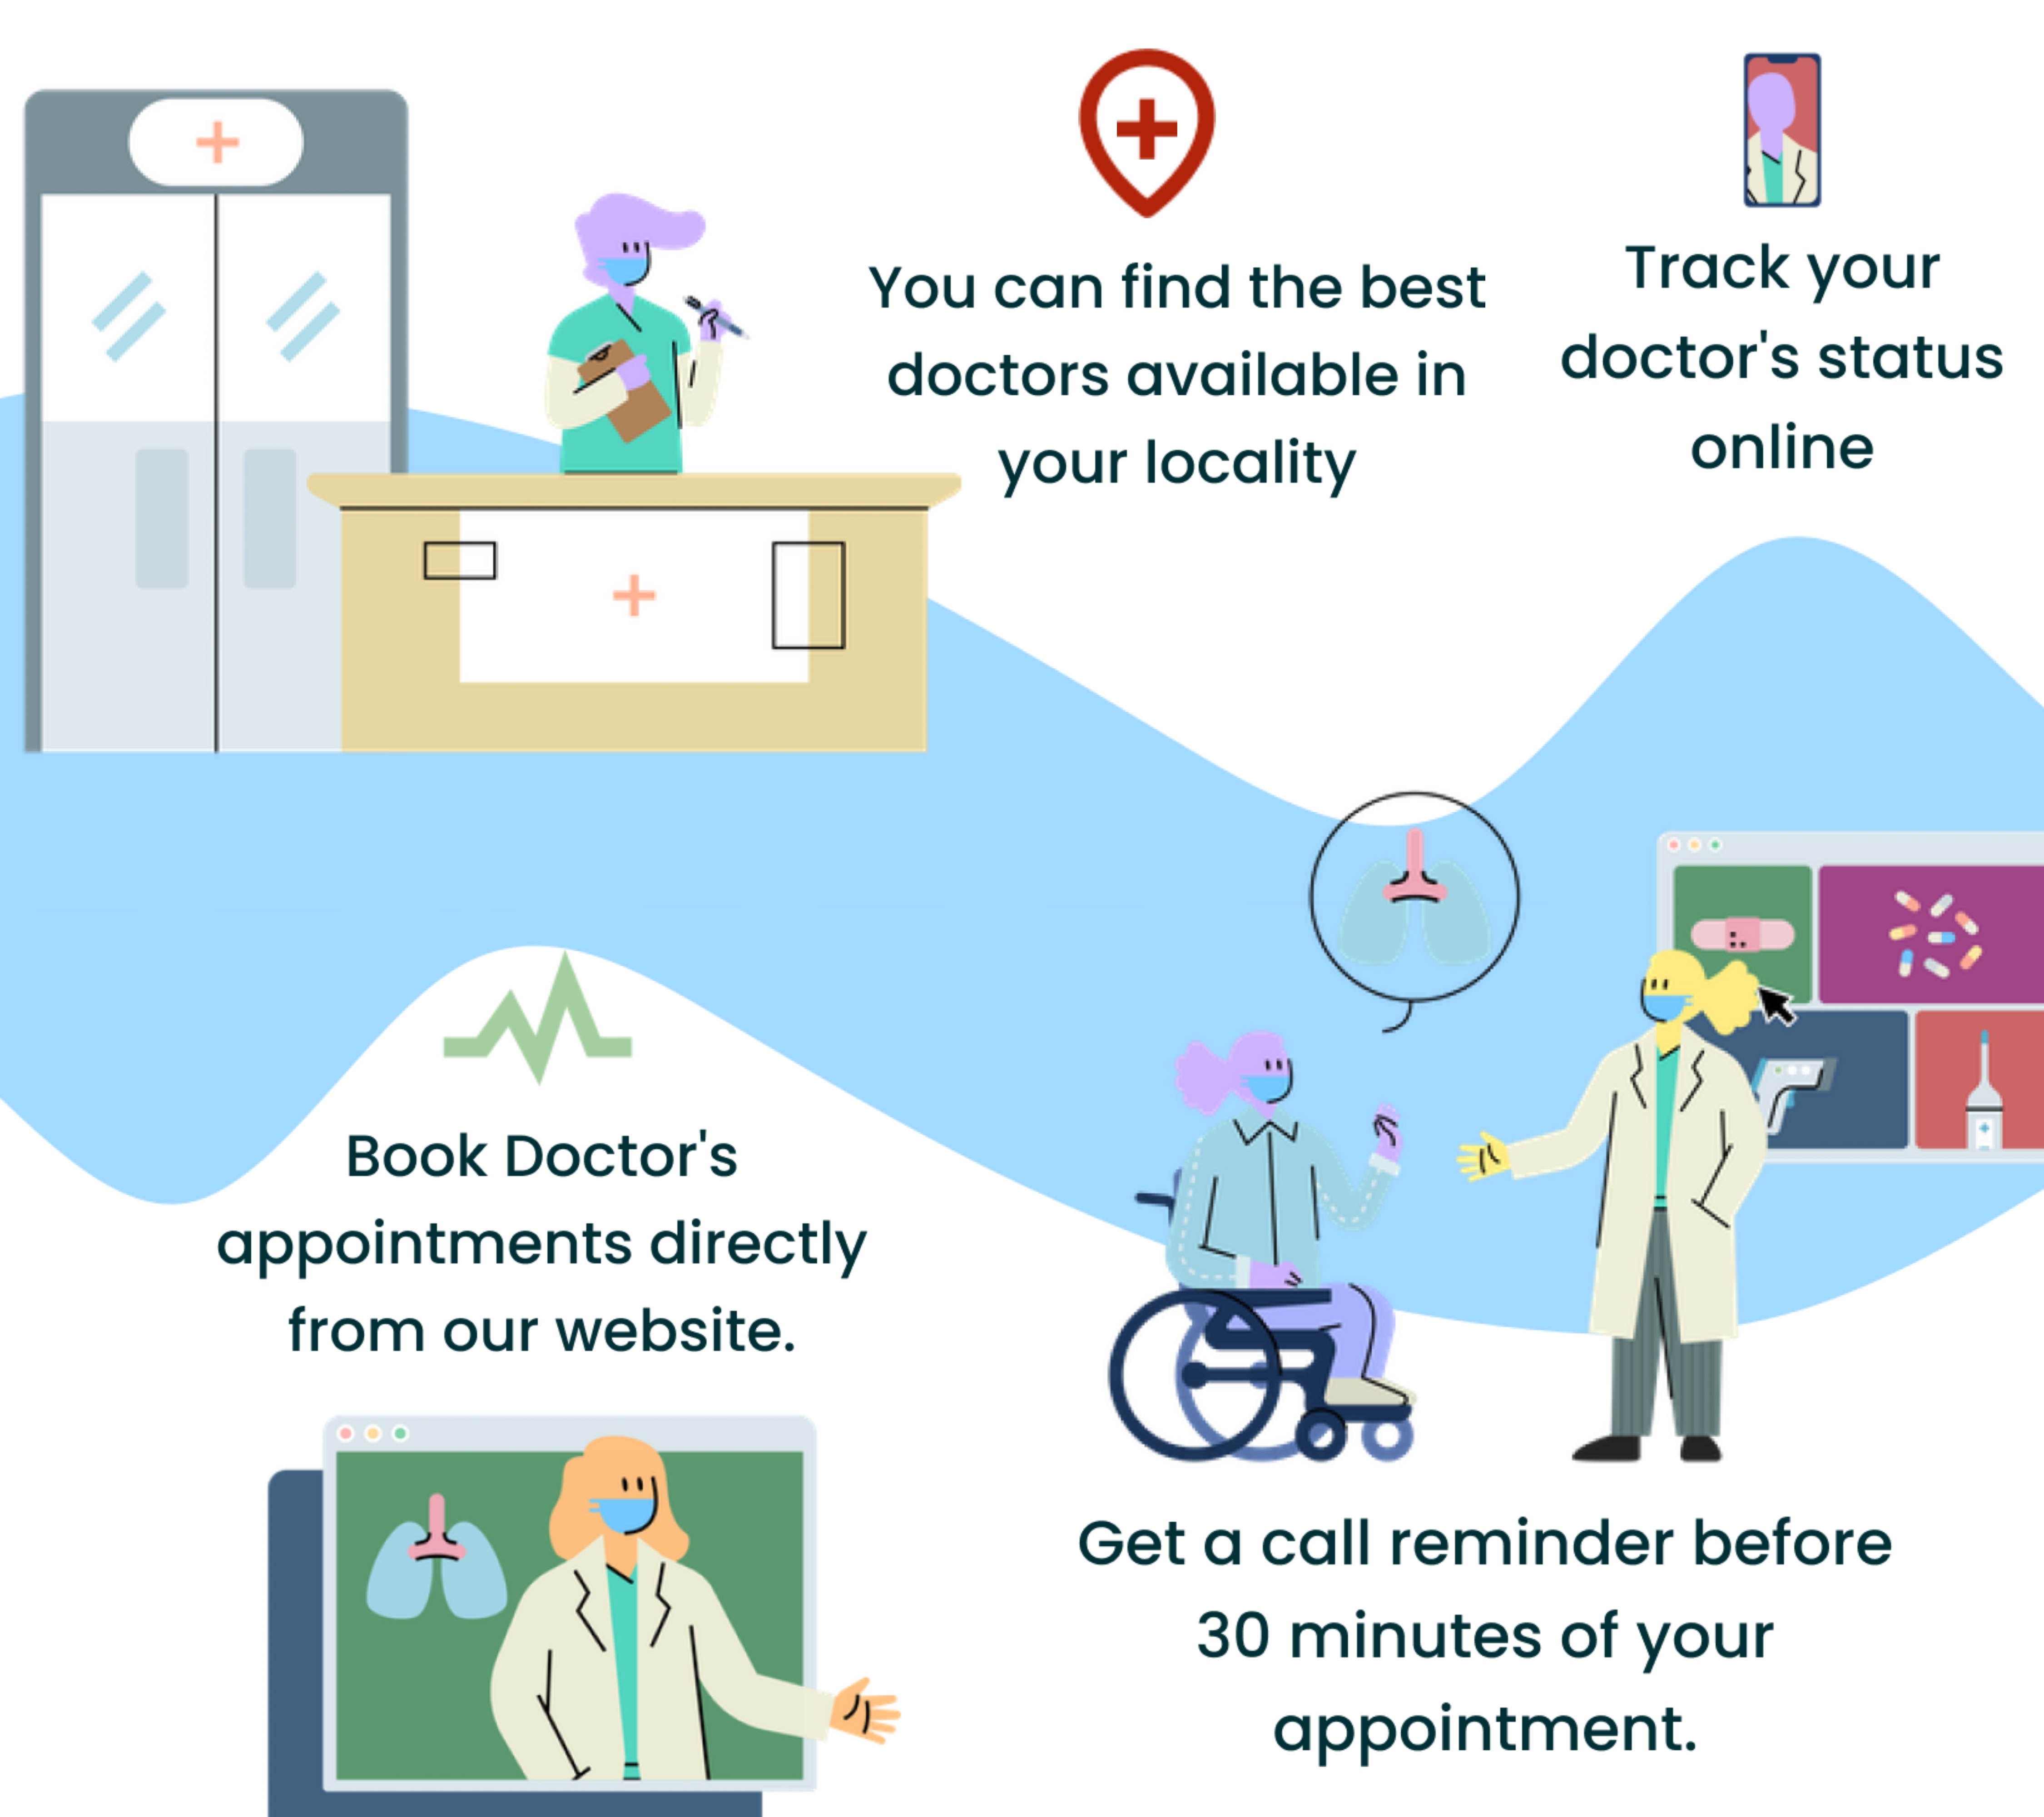 You can find the best
doctors available in
your locality
Track your
doctor's status
online
Book Doctor's
appointments directly
from our website.
Get a call reminder before
30 minutes of your
appointment.